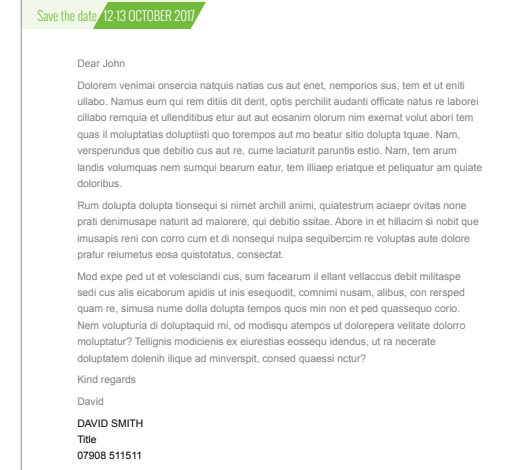 Save the date 12-13 OCTOBER 2017
Dear John
Dolorem venimai onsercia natquis natias cus aut enet, nemporios sus, tem et ut eniti
ullabo. Namus eum qui rem ditiis dit derit, optis perchilit audanti officate natus re laborei
cillabo remquia et ullenditibus etur aut aut eosanim olorum nim exernat volut abori tem
quas il moluptatias doluptiisti quo torempos aut mo beatur sitio dolupta tquae. Nam,
versperundus que debitio cus aut re, cume laciaturit paruntis estio. Nam, tem arum
landis volumquas nem sumqui bearum eatur, tem illiaep eriatque et peliquatur am quiate
doloribus.
Rum dolupta dolupta tionsequi si nimet archill animi, quiatestrum aciaepr ovitas none
prati denimusape naturit ad maiorere, qui debitio ssitae. Abore in et hillacim si nobit que
imusapis reni con corro cum et di nonsequi nulpa sequibercim re voluptas aute dolore
pratur reiumetus eosa quistotatus, consectat.
Mod expe ped ut et volesciandi cus, sum facearum il ellant vellaccus debit militaspe
sedi cus alis eicaborum apidis ut inis esequodit, comnimi nusam, alibus, con rersped
quam re, simusa nume dolla dolupta tempos quos min non et ped quassequo corio.
Nem volupturia di doluptaquid mi, od modisqu atempos ut dolorepera velitate dolorro
moluptatur? Tellignis modicienis ex eiurestias eossequ idendus, ut ra necerate
doluptatem dolenih ilique ad minverspit, consed quaessi nctur?
Kind regards
David
DAVID SMITH
Title
07908 511511